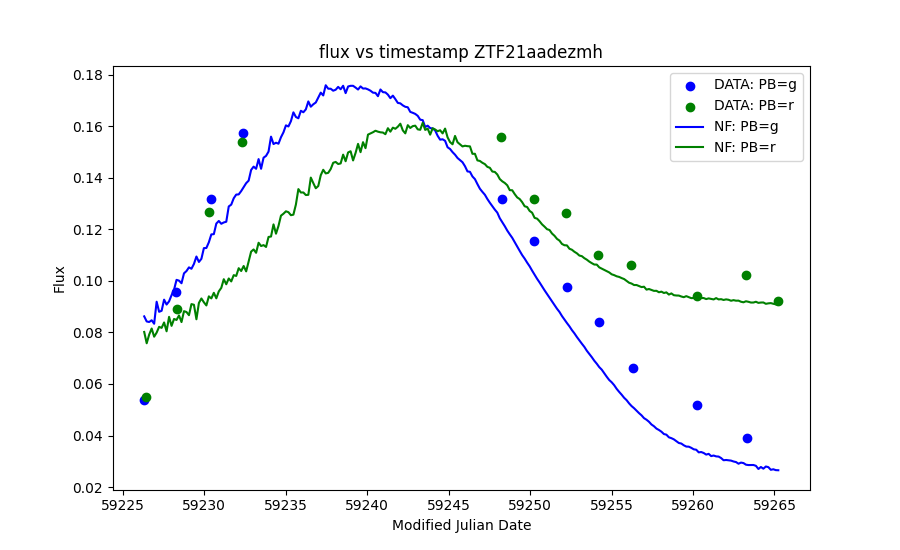 flux vs timestamp ZTF21aadezmh
0.18
0.16
0.14
0.12
0.10
0.08
0.06
0.04
0.02
Flux
DATA: PB=g
DATA: PB=r
NF: PB=g
NF: PB=r
59225 59230 59235 59240 59245 59250 59255 59260 59265
Modified Julian Date